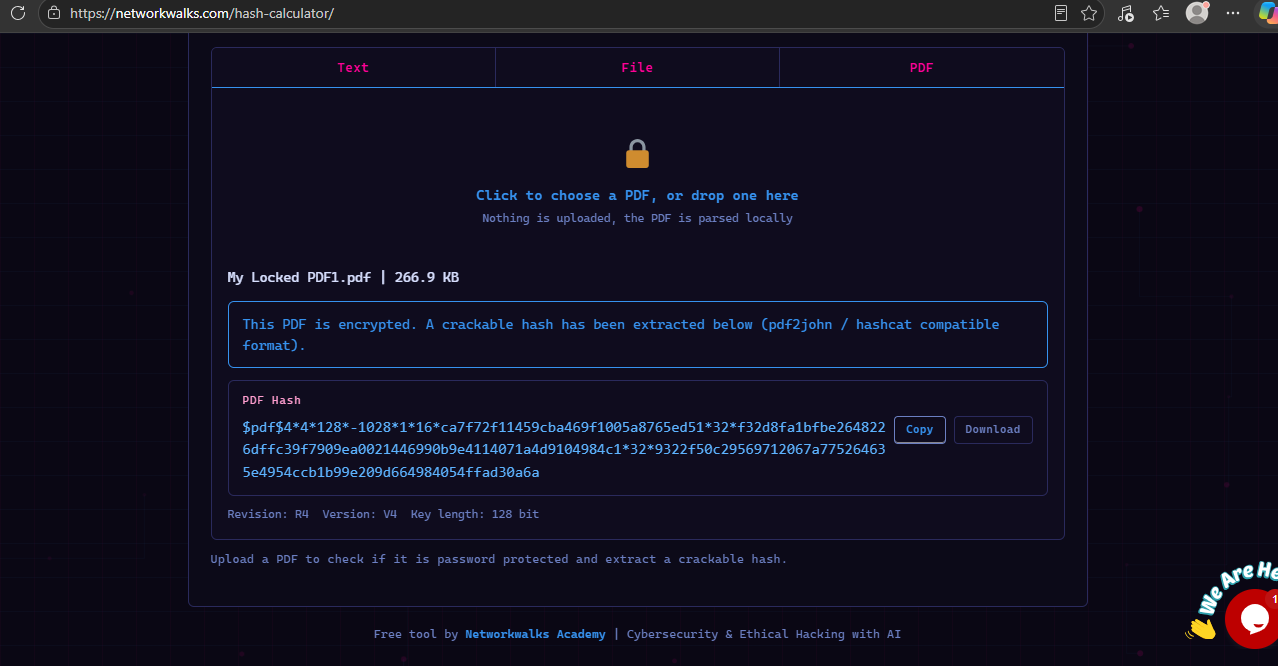 https://networkwalks.com/hash-calculator/
Text File PDF
Click to choose a PDF, or drop one here
Nothing is uploaded, the PDF is parsed locally
My Locked PDF1.pdf | 266.9 KB
This PDF is encrypted. A crackable hash has been extracted below (pdf2john / hashcat compatible
format).
PDF Hash
$pdf$4*4*128*-1028*1*16*ca7f72f11459cba469f1005a8765ed51*32*f32d8fa1bfbe264822
6dffc39f7909ea0021446990b9e4114071a4d9104984c1*32*9322f50c29569712067a77526463
5e4954ccb1b99e209d664984054ffad30a6a
Copy Download
Revision: R4 Version: V4 Key length: 128 bit
Upload a PDF to check if it is password protected and extract a crackable hash.
We Are He
1
Free tool by Networkwalks Academy | Cybersecurity & Ethical Hacking with AI